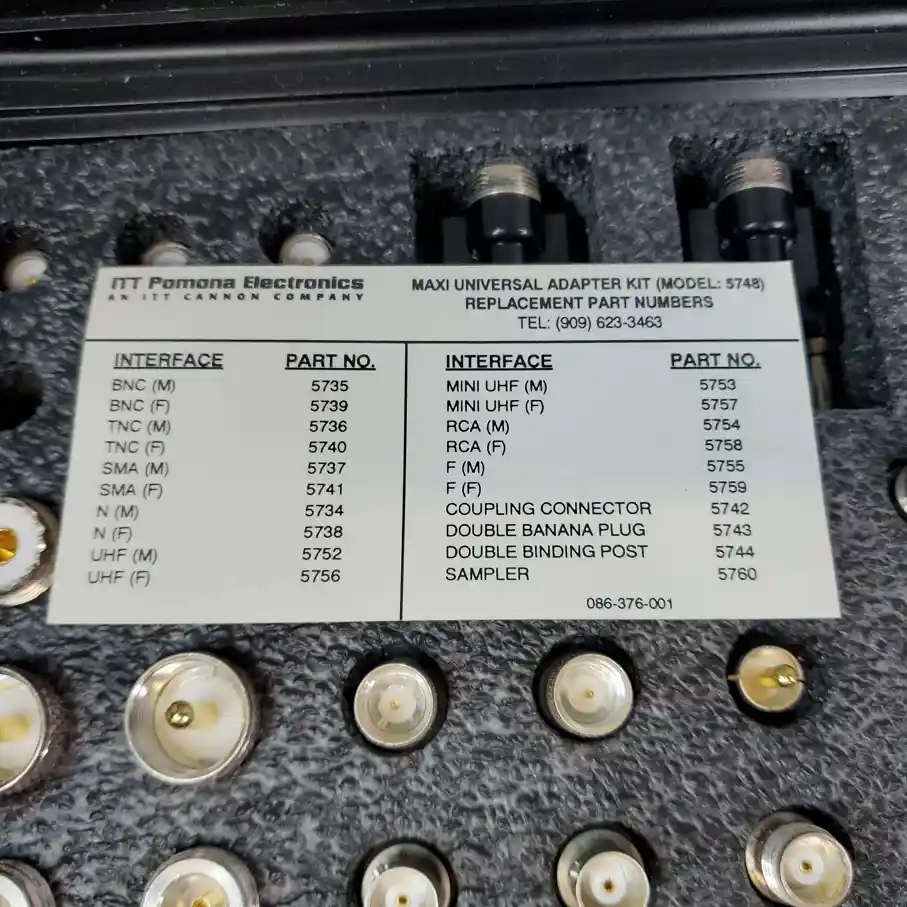 ITT Pomona Electronics
AN ITT CANNON COMPANY
MAXI UNIVERSAL ADAPTER KIT (MODEL: 5748)
REPLACEMENT PART NUMBERS
TEL: (909) 623-3463
INTERFACE PART NO.
BNC (M) 5735
BNC (F) 5739
TNC (M) 5736
TNC (F) 5740
SMA (M) 5737
SMA (F) 5741
N (M) 5734
N (F) 5738
UHF (M) 5752
UHF (F) 5756
INTERFACE PART NO.
MINI UHF (M) 5753
MINI UHF (F) 5757
RCA (M) 5754
RCA (F) 5758
F (M) 5755
F (F) 5759
COUPLING CONNECTOR 5742
DOUBLE BANANA PLUG 5743
DOUBLE BINDING POST 5744
SAMPLER 5760
086-376-001